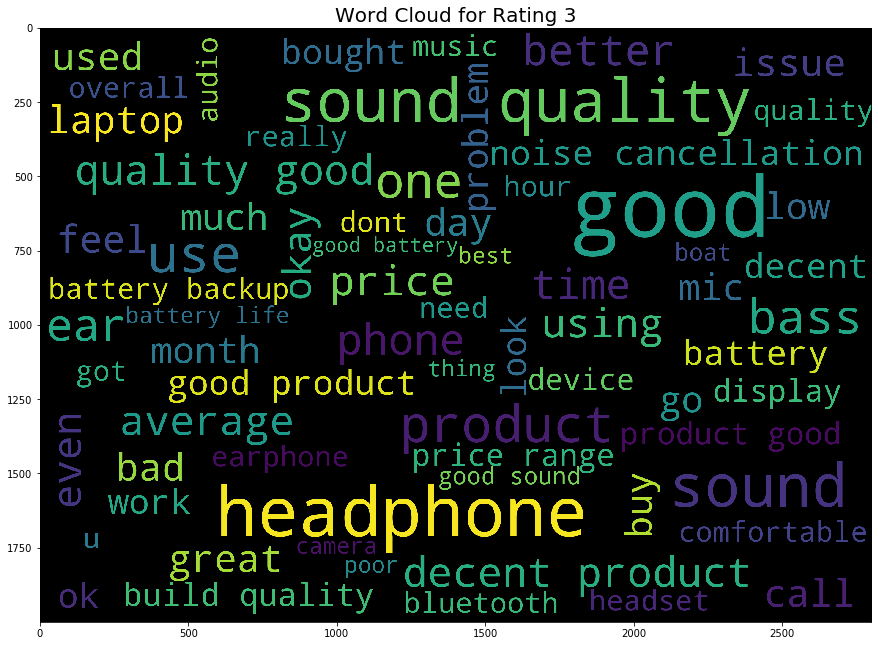 Word Cloud for Rating 3
0
used
overall
audio
bought
music
better
issue
250
laptop
sound quality
problem
quality
really
noise cancellation
500
quality
good
one
hour
good
low
much
dont
day
feel
use
okay
good battery
best
boat
750
decent
battery backup
price
need
time
mic
battery life
ear
1000
phone
look
using
bass
month
battery
got
thing
good product
device
display
1250
go
even
average
product
product good
earphone
price range
bad
good sound
1500
work
headphone
buy
sound
comfortable
u
camera
1750
great
poor
decent product
ok
build quality
bluetooth
headset
call
0
500
1000
1500
2000
2500